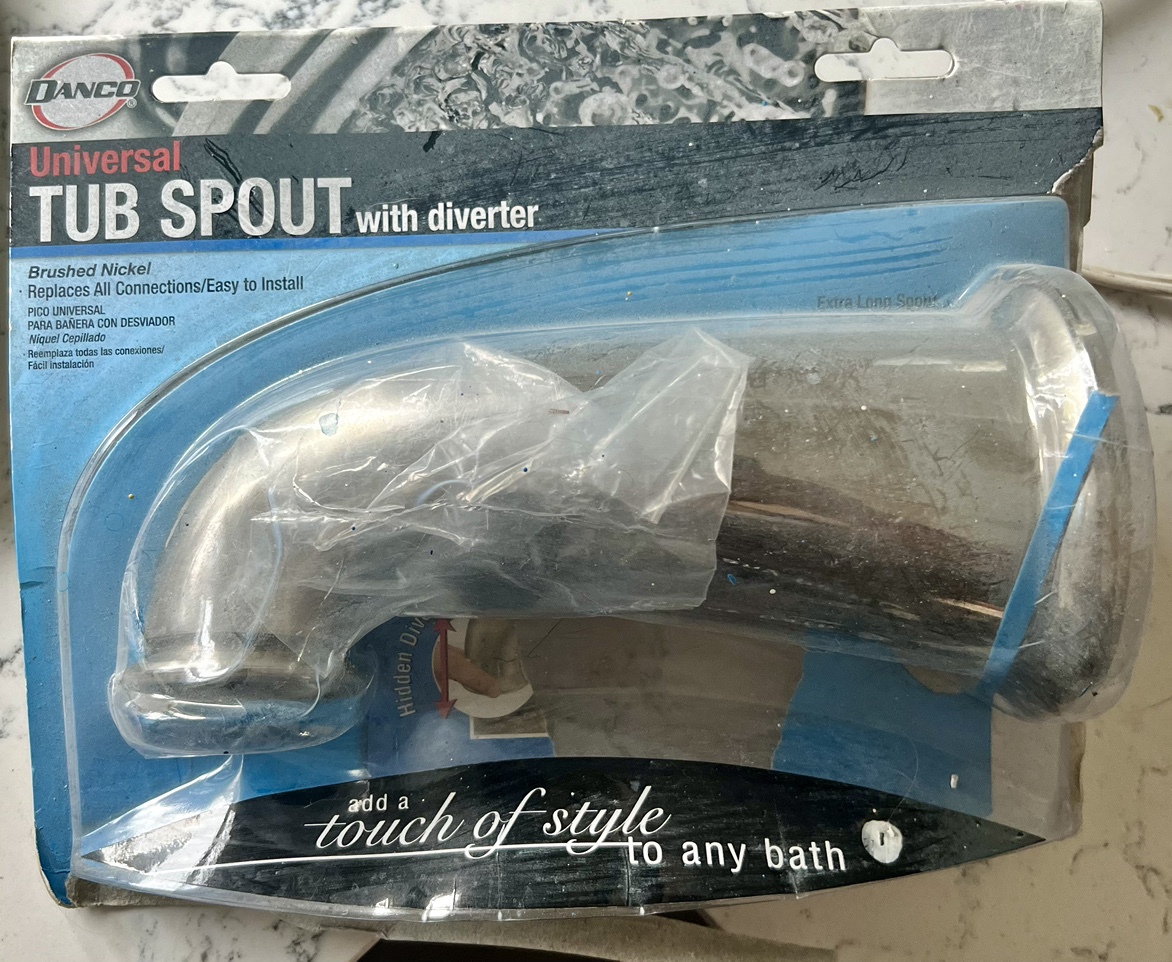 DANCO
Universal
TUB SPOUT with diverter
Brushed Nickel
· Replaces All Connections/Easy to Install
PICO UNIVERSAL
PARA BAÑERA CON DESVIADOR
Níquel Cepillado
· Reemplaza todas las conexiones/
Fácil instalación
Extra Long Spout
Hidden
add a
touch of style
to any bath